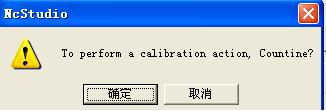 NcStudio
To perform a calibration action, Countine?
确定
取消